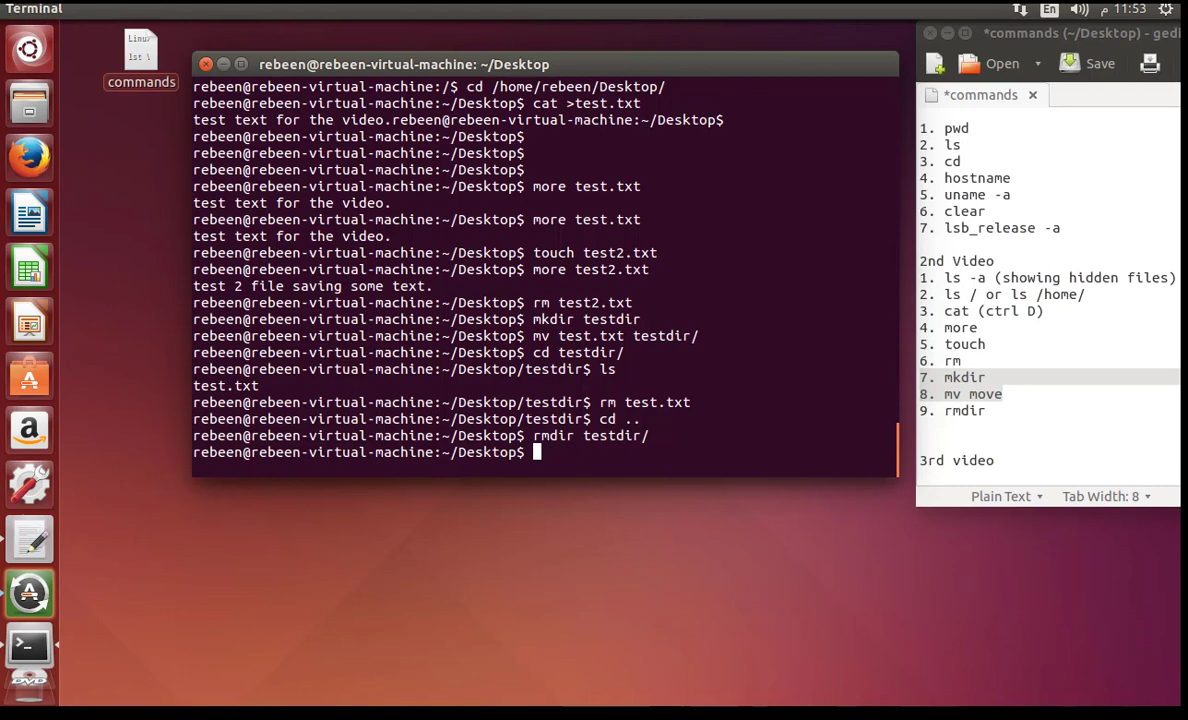 Terminal
En
م 11:53
Linu
1st \
commands
rebeen@rebeen-virtual-machine: ~/Desktop
rebeen@rebeen-virtual-machine:/$ cd /home/rebeen/Desktop/
rebeen@rebeen-virtual-machine:~/Desktop$ cat >test.txt
test text for the video.rebeen@rebeen-virtual-machine:~/Desktop$
rebeen@rebeen-virtual-machine:~/Desktop$
rebeen@rebeen-virtual-machine:~/Desktop$
rebeen@rebeen-virtual-machine:~/Desktop$
rebeen@rebeen-virtual-machine:~/Desktop$ more test.txt
test text for the video.
rebeen@rebeen-virtual-machine:~/Desktop$ more test.txt
test text for the video.
rebeen@rebeen-virtual-machine:~/Desktop$ touch test2.txt
rebeen@rebeen-virtual-machine:~/Desktop$ more test2.txt
test 2 file saving some text.
rebeen@rebeen-virtual-machine:~/Desktop$ rm test2.txt
rebeen@rebeen-virtual-machine:~/Desktop$ mkdir testdir
rebeen@rebeen-virtual-machine:~/Desktop$ mv test.txt testdir/
rebeen@rebeen-virtual-machine:~/Desktop$ cd testdir/
rebeen@rebeen-virtual-machine:~/Desktop/testdir$ ls
test.txt
rebeen@rebeen-virtual-machine:~/Desktop/testdir$ rm test.txt
rebeen@rebeen-virtual-machine:~/Desktop/testdir$ cd ..
rebeen@rebeen-virtual-machine:~/Desktop$ rmdir testdir/
rebeen@rebeen-virtual-machine:~/Desktop$
*commands (~/Desktop) - gedi
Open
Save
*commands
1. pwd
2. ls
3. cd
4. hostname
5. uname -a
6. clear
7. lsb_release -a
2nd Video
1. ls -a (showing hidden files)
2. ls / or ls /home/
3. cat (ctrl D)
4. more
5. touch
6. rm
7. mkdir
8. mv move
9. rmdir
3rd video
Plain Text
Tab Width: 8